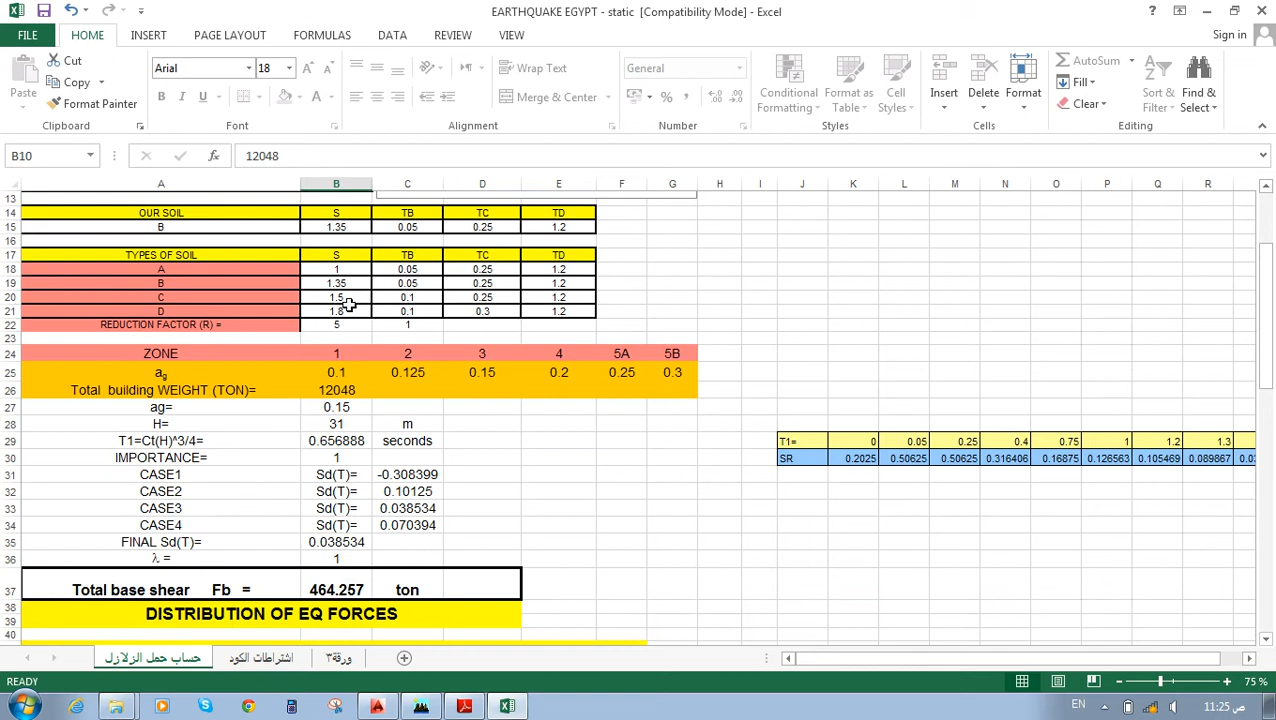 EARTHQUAKE EGYPT - static [Compatibility Mode] - Excel
FILE HOME INSERT PAGE LAYOUT FORMULAS DATA REVIEW VIEW Sign in
Paste Cut Copy Format Painter Clipboard
Arial 18 Font
Wrap Text Merge & Center Alignment
General % Number
Conditional Formatting Format as Table Cell Styles Styles
Insert Delete Format Cells
AutoSum Fill Clear Sort & Filter Find & Select Editing
B10 fx 12048
A B C D E F G H I J K L M N O P Q R
13
14 OUR SOIL S TB TC TD
15 B 1.35 0.05 0.25 1.2
16
17 TYPES OF SOIL S TB TC TD
18 A 1 0.05 0.25 1.2
19 B 1.35 0.05 0.25 1.2
20 C 1.5 0.1 0.25 1.2
21 D 1.8 0.1 0.3 1.2
22 REDUCTION FACTOR (R) = 5 1
23
24 ZONE 1 2 3 4 5A 5B
25 ag 0.1 0.125 0.15 0.2 0.25 0.3
26 Total building WEIGHT (TON)= 12048
27 ag= 0.15
28 H= 31 m
29 T1=Ct(H)^3/4= 0.656888 seconds T1= 0 0.05 0.25 0.4 0.75 1 1.2 1.3
30 IMPORTANCE= 1 SR 0.2025 0.50625 0.50625 0.316406 0.16875 0.126563 0.105469 0.089867
31 CASE1 Sd(T)= -0.308399
32 CASE2 Sd(T)= 0.10125
33 CASE3 Sd(T)= 0.038534
34 CASE4 Sd(T)= 0.070394
35 FINAL Sd(T)= 0.038534
36 λ = 1
37 Total base shear Fb = 464.257 ton
38 DISTRIBUTION OF EQ FORCES
39
40
حساب حمل الزلازل اشتراطات الكود ورقة٣
READY 75 %
EN 11:25 ص